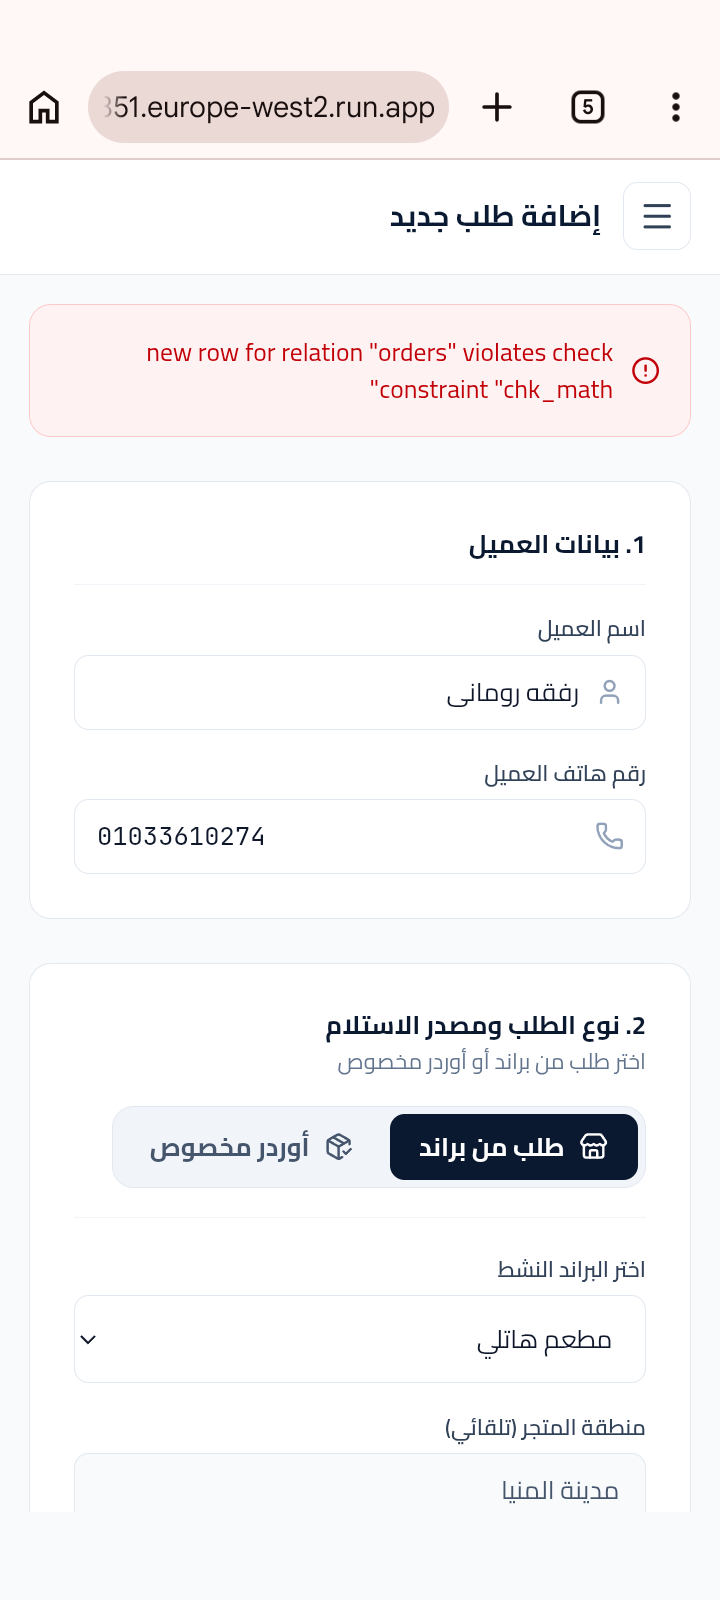 351.europe-west2.run.app
5
إضافة طلب جديد
new row for relation "orders" violates check
constraint "chk_math"
1. بيانات العميل
اسم العميل
رفقه رومانى
رقم هاتف العميل
01033610274
2. نوع الطلب ومصدر الاستلام
اختر طلب من براند أو أوردر مخصوص
طلب من براند
أوردر مخصوص
اختر البراند النشط
مطعم هاتلي
منطقة المتجر (تلقائي)
مدينة المنيا